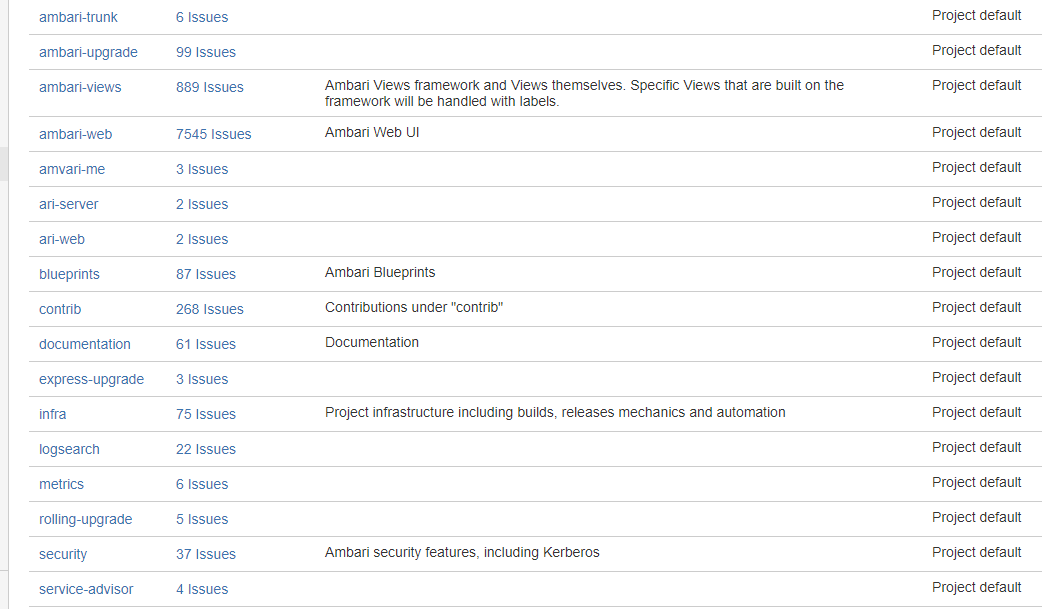 ambari-trunk 6 Issues Project default
ambari-upgrade 99 Issues Project default
ambari-views 889 Issues Ambari Views framework and Views themselves. Specific Views that are built on the Project default
framework will be handled with labels.
ambari-web 7545 Issues Ambari Web UI Project default
amvari-me 3 Issues Project default
ari-server 2 Issues Project default
ari-web 2 Issues Project default
blueprints 87 Issues Ambari Blueprints Project default
contrib 268 Issues Contributions under "contrib" Project default
documentation 61 Issues Documentation Project default
express-upgrade 3 Issues Project default
infra 75 Issues Project infrastructure including builds, releases mechanics and automation Project default
logsearch 22 Issues Project default
metrics 6 Issues Project default
rolling-upgrade 5 Issues Project default
security 37 Issues Ambari security features, including Kerberos Project default
service-advisor 4 Issues Project default